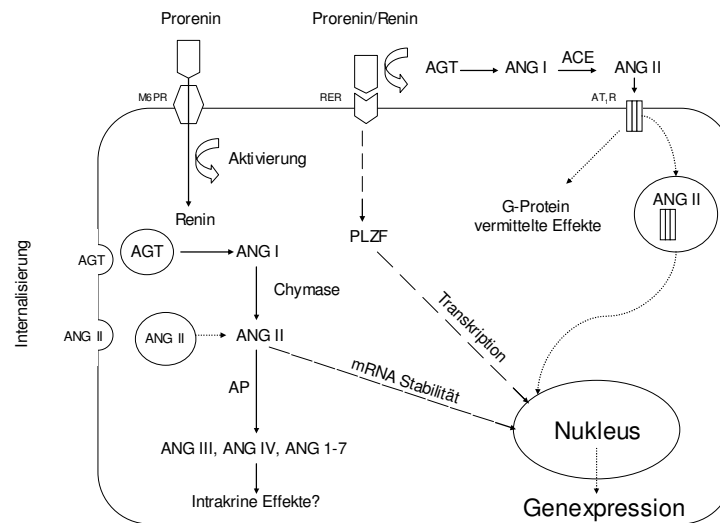 Prorenin
Prorenin/Renin
AGT
ANG I
ACE
ANG II
M6PR
RER
AT1R
Aktivierung
Renin
G-Protein
vermittelte Effekte
ANG II
PLZF
Internalisierung
AGT
AGT
ANG I
Chymase
Transkription
ANG II
ANG II
ANG II
mRNA Stabilität
AP
Nukleus
ANG III, ANG IV, ANG 1-7
Intrakrine Effekte?
Genexpression